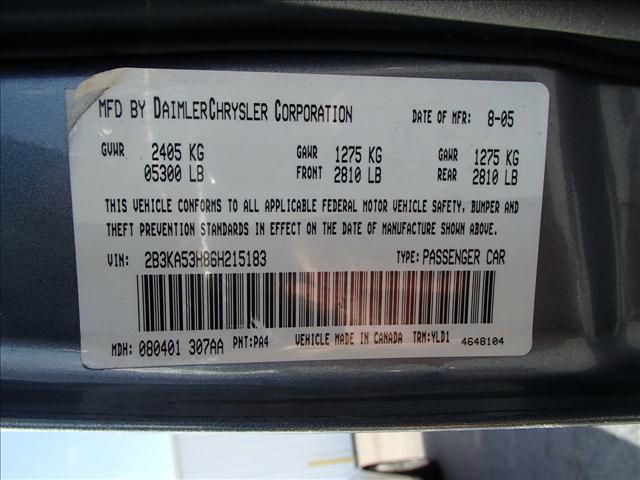 MFD BY DAIMLERCHRYSLER CORPORATION DATE OF MFR: 8-05
GVWR 2405 KG GAWR 1275 KG GAWR 1275 KG
05300 LB FRONT 2810 LB REAR 2810 LB
THIS VEHICLE CONFORMS TO ALL APPLICABLE FEDERAL MOTOR VEHICLE SAFETY, BUMPER AND
THEFT PREVENTION STANDARDS IN EFFECT ON THE DATE OF MANUFACTURE SHOWN ABOVE.
VIN: 2B3KA53H86H215183 TYPE: PASSENGER CAR
MDH: 080401 307AA PNT:PA4 VEHICLE MADE IN CANADA TRM:YLD1 4648104